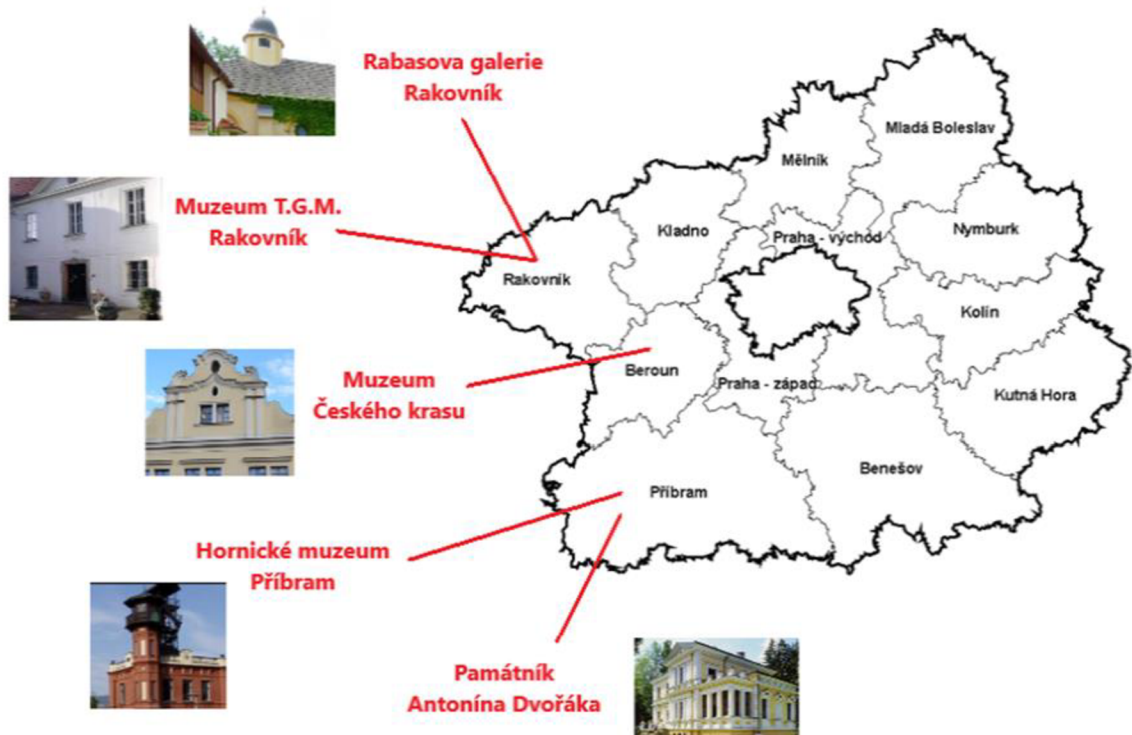 Rabasova galerie
Rakovník
Muzeum T.G.M.
Rakovník
Muzeum
Českého krasu
Hornické muzeum
Příbram
Památník
Antonína Dvořáka
Mladá Boleslav
Mělník
Kladno
Praha - východ
Nymburk
Rakovník
Kolín
Beroun
Praha - západ
Kutná Hora
Benešov
Příbram